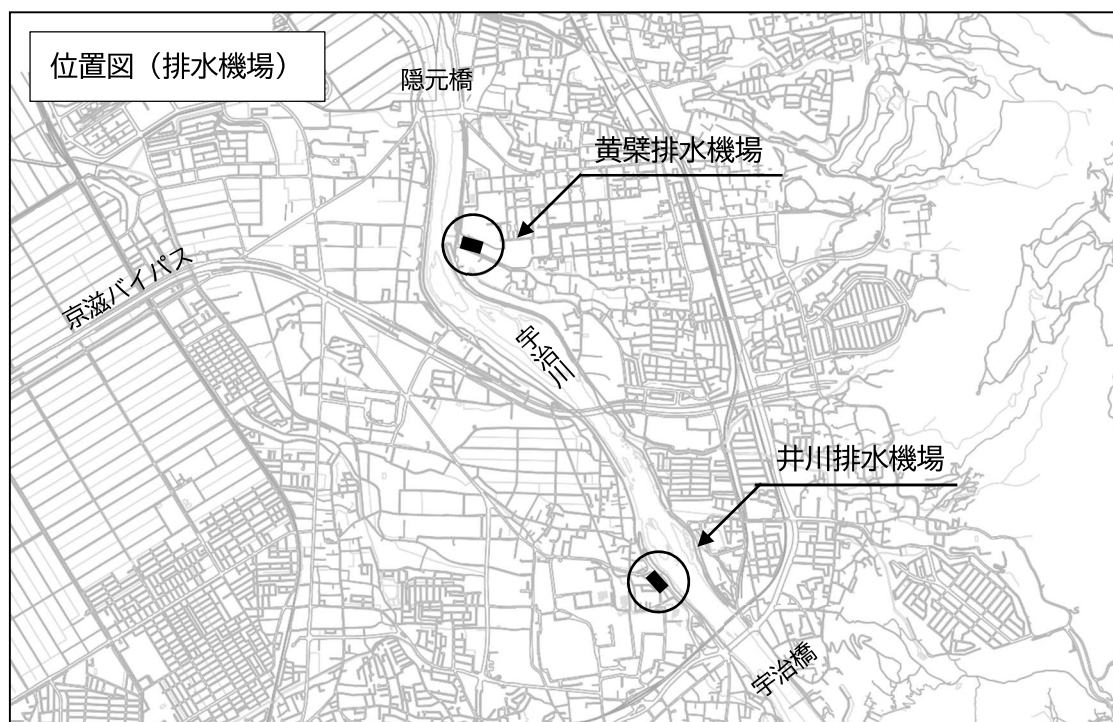 位置図（排水機場）
隠元橋
黄檗排水機場
京滋バイパス
宇治川
井川排水機場
宇治橋